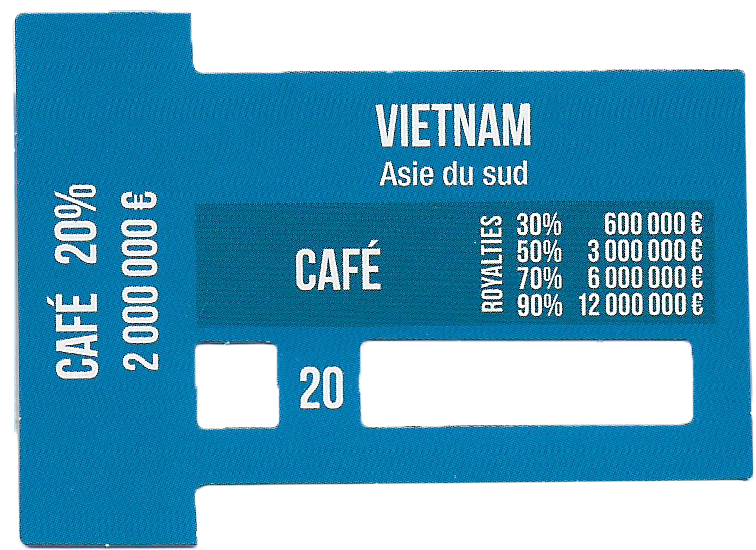 CAFÉ 20%
2 000 000 €
VIETNAM
Asie du sud
CAFÉ
ROYALTIES
30% 600 000 €
50% 3 000 000 €
70% 6 000 000 €
90% 12 000 000 €
20